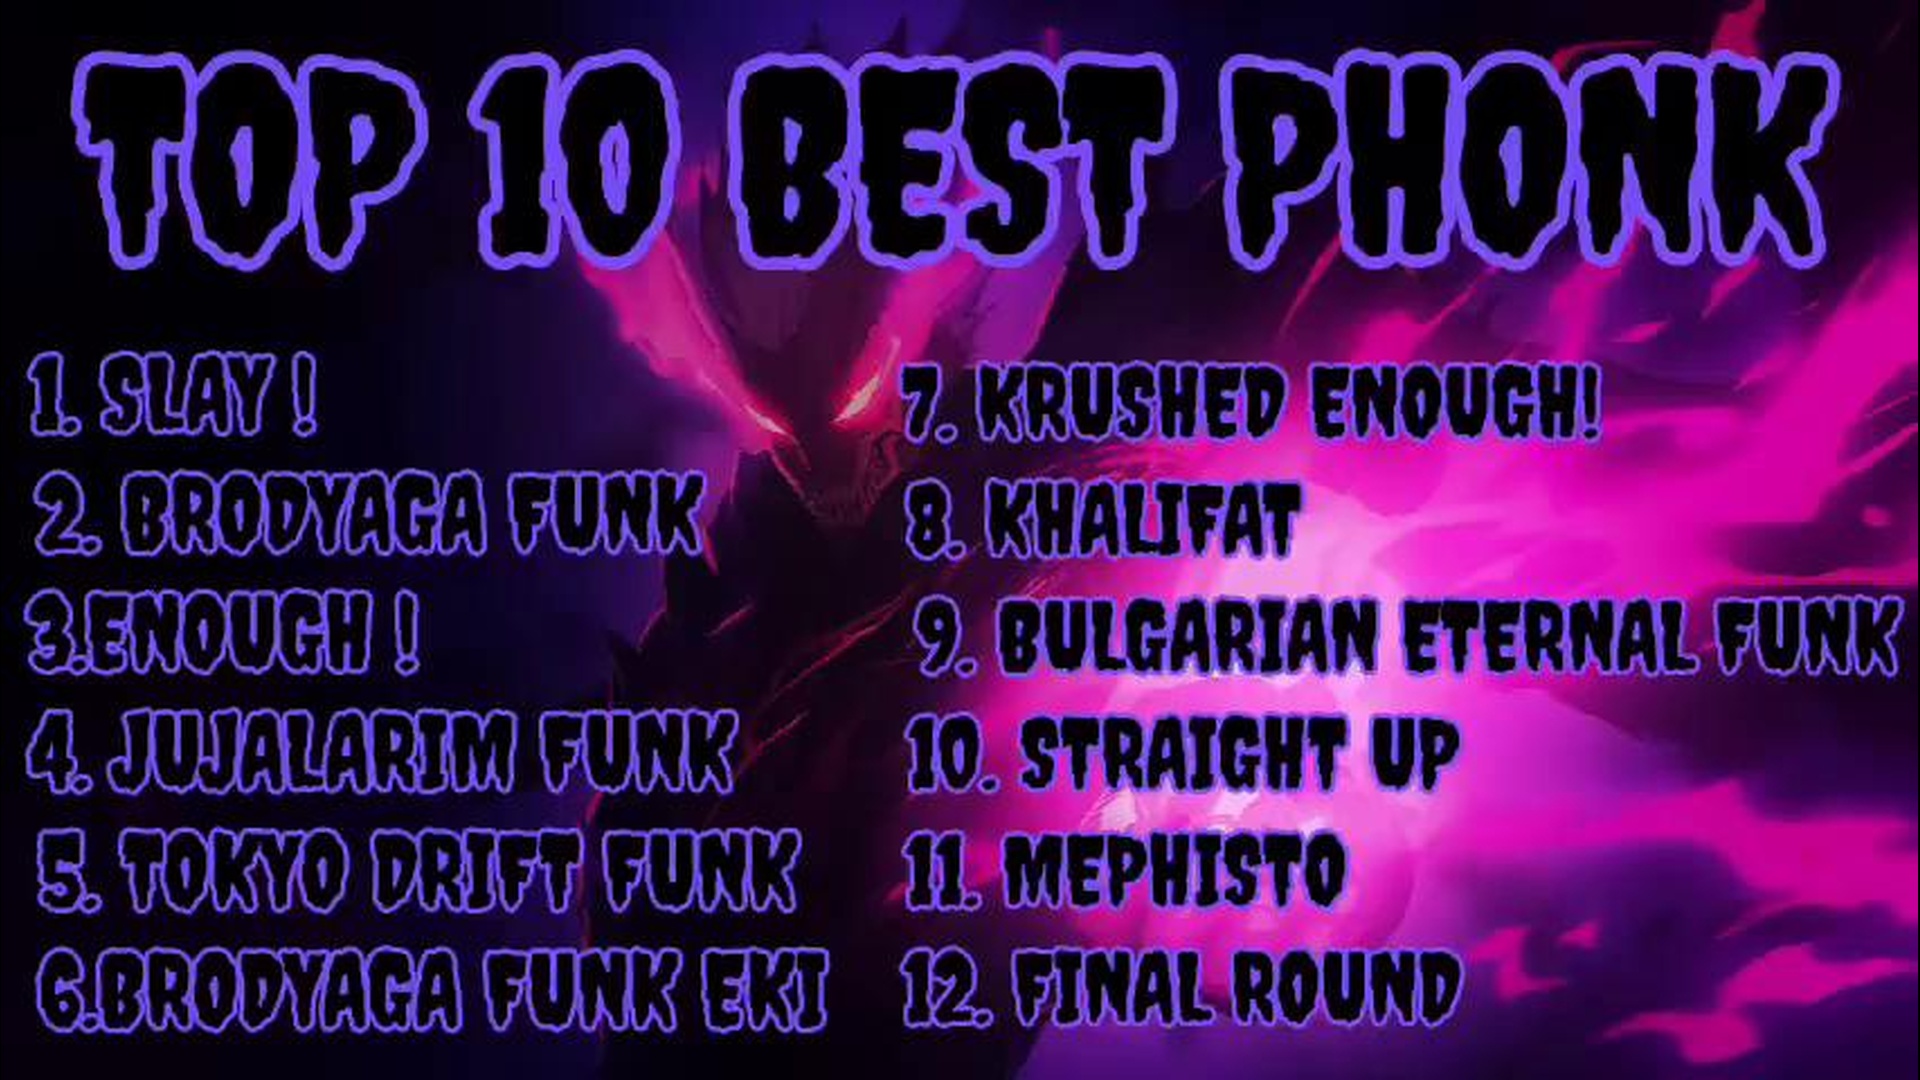 TOP 10 BEST PHONK
1. SLAY !
2. BRODYAGA FUNK
3.ENOUGH !
4. JUJALARIM FUNK
5. TOKYO DRIFT FUNK
6.BRODYAGA FUNK EKI
7. KRUSHED ENOUGH!
8. KHALIFAT
9. BULGARIAN ETERNAL FUNK
10. STRAIGHT UP
11. MEPHISTO
12. FINAL ROUND